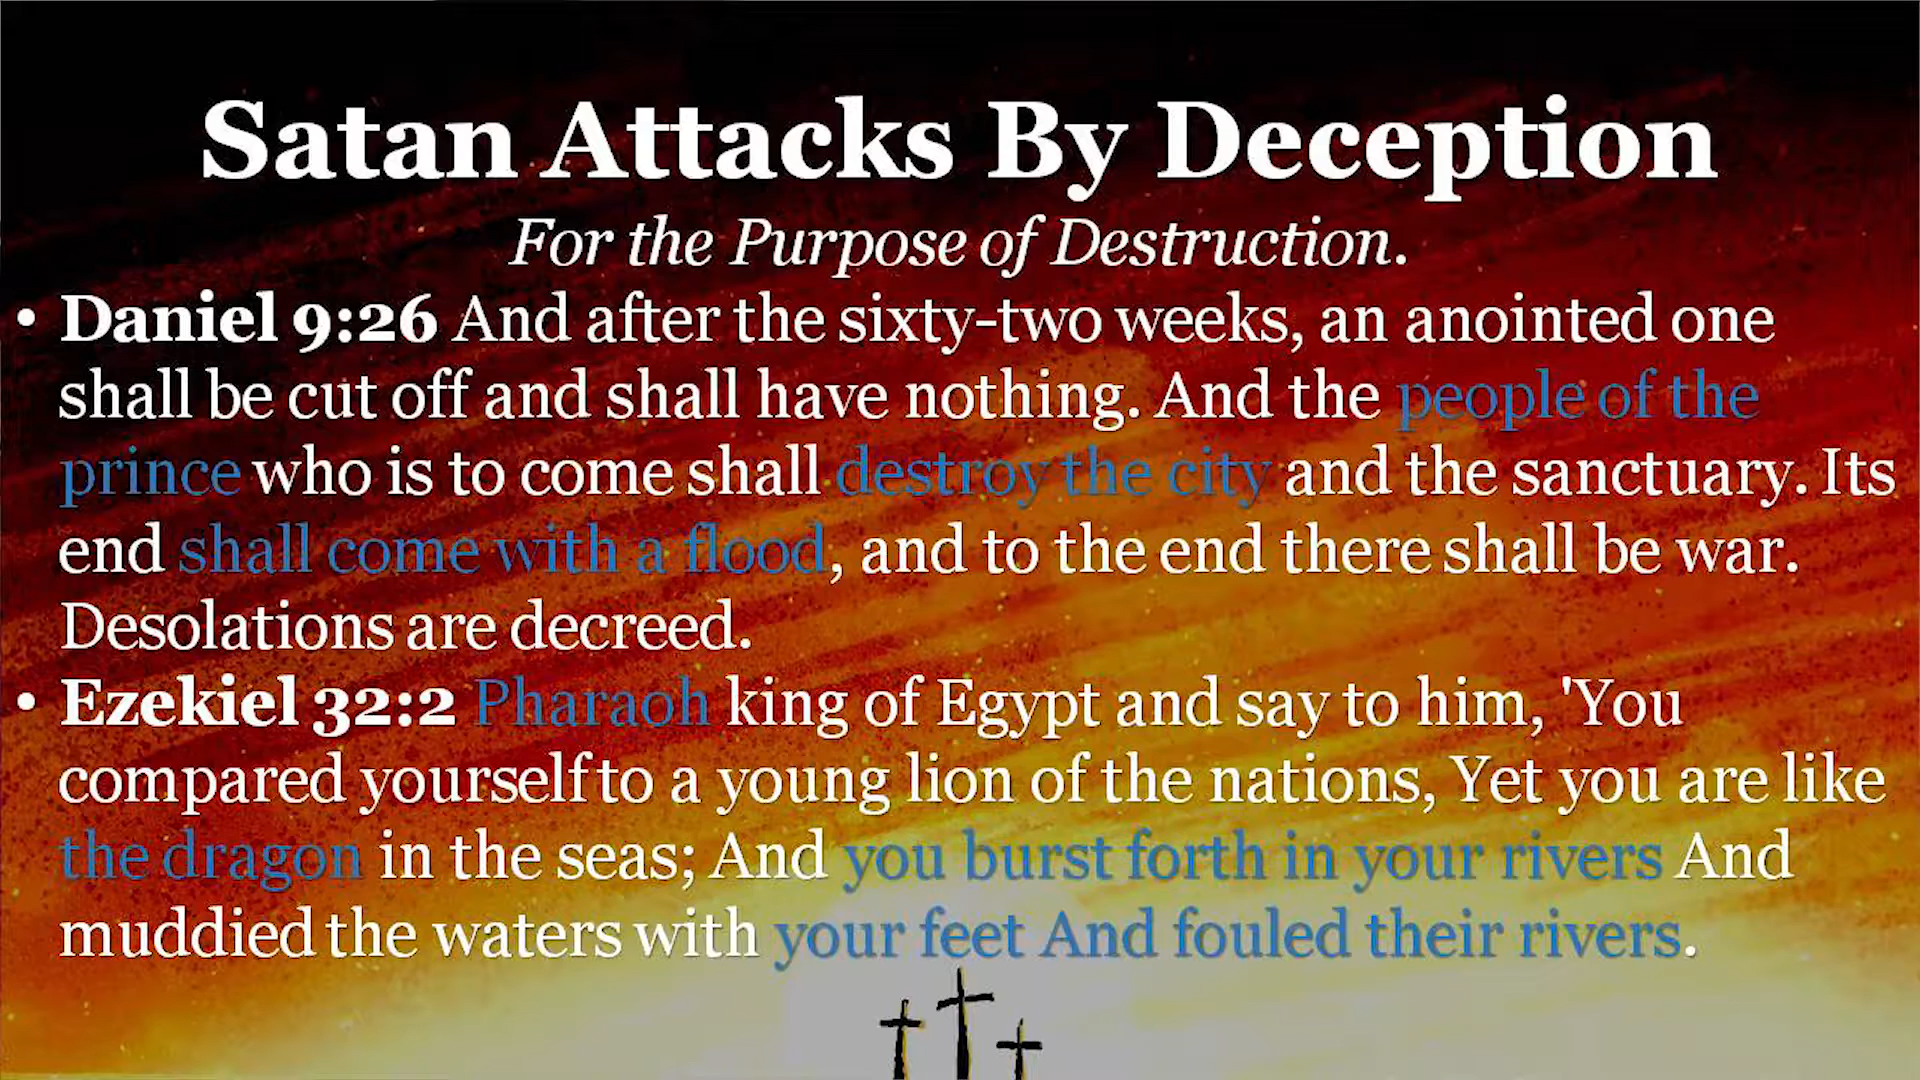 Satan Attacks By Deception
For the Purpose of Destruction.
• Daniel 9:26 And after the sixty-two weeks, an anointed one
shall be cut off and shall have nothing. And the people of the
prince who is to come shall destroy the city and the sanctuary. Its
end shall come with a flood, and to the end there shall be war.
Desolations are decreed.
• Ezekiel 32:2 Pharaoh king of Egypt and say to him, 'You
compared yourself to a young lion of the nations, Yet you are like
the dragon in the seas; And you burst forth in your rivers And
muddied the waters with your feet And fouled their rivers.